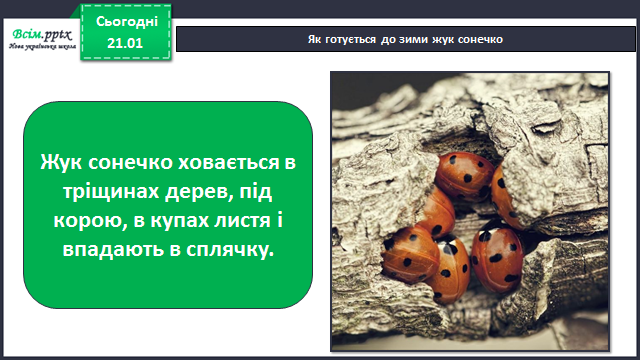 Всім.pptx
Нова українська школа
Сьогодні
21.01
Як готується до зими жук сонечко
Жук сонечко ховається в
тріщинах дерев, під
корою, в купах листя і
впадають в сплячку.